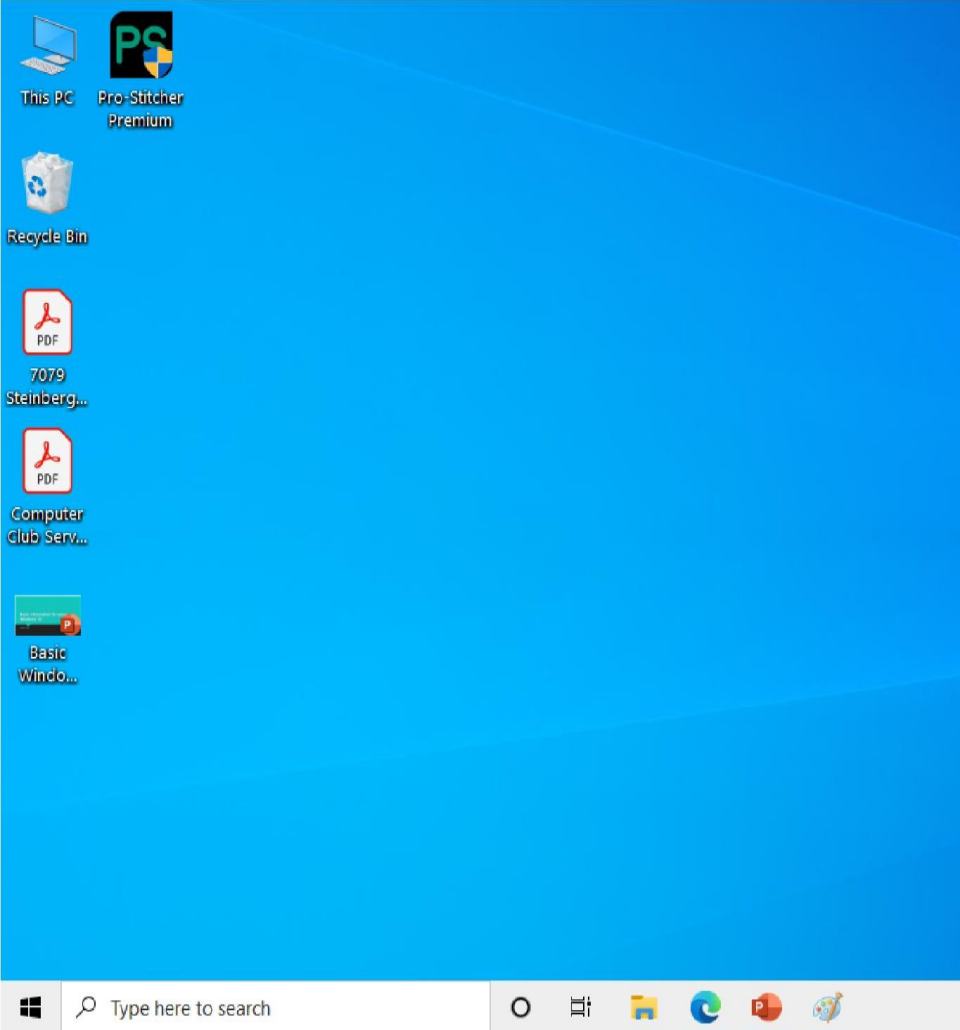 This PC
PS
Pro-Stitcher
Premium
Recycle Bin
PDF
7079
Steinberg...
PDF
Computer
Club Serv...
P
Basic
Windo...
Type here to search
P